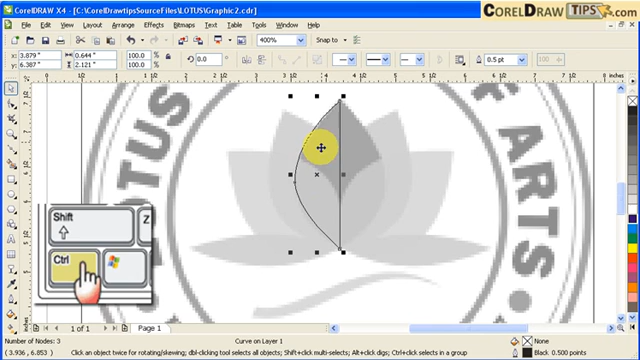 CorelDRAW X4 - [C:\CorelDrawtipsSourceFiles\LOTUS\Graphic2.cdr]
CORELDRAW TIPS.com
File Edit View Layout Arrange Effects Bitmaps Text Table Tools Window Help
400% Snap to
x: 3.879 " 0.644 " 100.0 % 0.0 0.5 pt
y: 6.387 " 2.121 " 100.0 %
inches
LOTUS
OF ARTS
Shift
Z
Ctrl
1 of 1 Page 1
Number of Nodes: 3 Curve on Layer 1 None
( 3.936 , 6.853 ) Click an object twice for rotating/skewing; dbl-clicking tool selects all objects; Shift+click multi-selects; Alt+click digs; Ctrl+click selects in a group Black 0.500 points